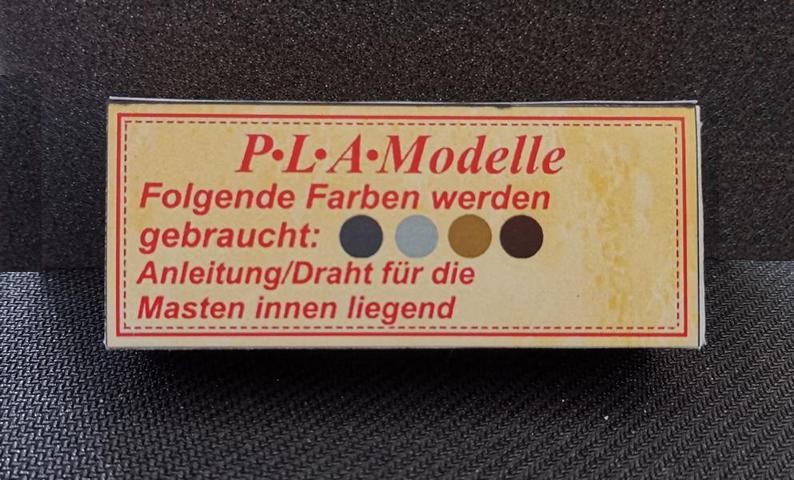 P•L•A•Modelle
Folgende Farben werden
gebraucht:
Anleitung/Draht für die
Masten innen liegend